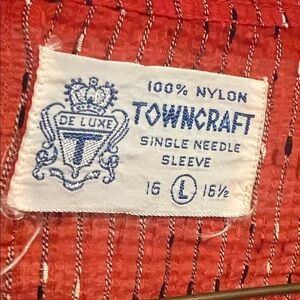 DE LUXE
T
100% NYLON
TOWNCRAFT
SINGLE NEEDLE
SLEEVE
16 L 16½